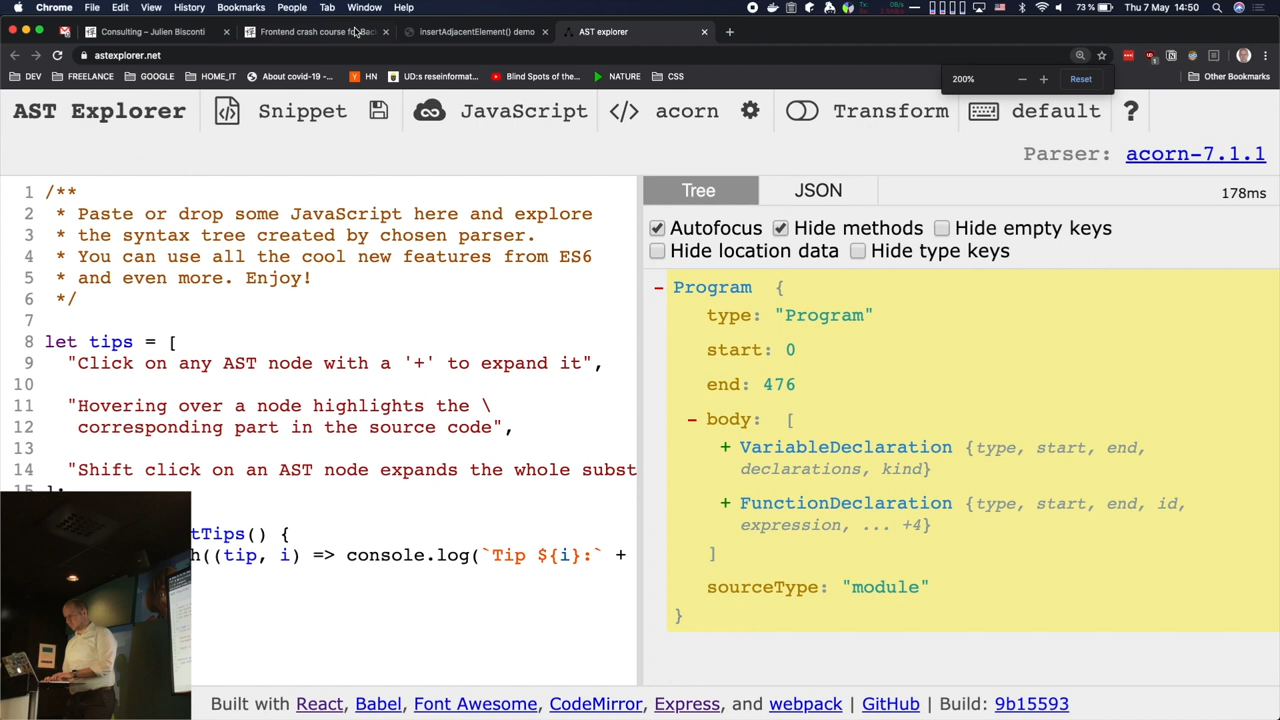 Chrome File Edit View History Bookmarks People Tab Window Help 73 % Thu 7 May 14:50
Consulting – Julien Bisconti × Frontend crash course for Bac × insertAdjacentElement() demo × AST explorer × +
astexplorer.net
DEV FREELANCE GOOGLE HOME_IT About covid-19 -... HN UD:s reseinformat... Blind Spots of the... NATURE CSS Other Bookmarks
200% − + Reset
AST Explorer Snippet JavaScript </> acorn Transform default ?
Parser: acorn-7.1.1
Tree JSON 178ms
Autofocus Hide methods Hide empty keys
Hide location data Hide type keys
1 /**
2 * Paste or drop some JavaScript here and explore
3 * the syntax tree created by chosen parser.
4 * You can use all the cool new features from ES6
5 * and even more. Enjoy!
6 */
7
8 let tips = [
9 "Click on any AST node with a '+' to expand it",
10
11 "Hovering over a node highlights the \
12 corresponding part in the source code",
13
14 "Shift click on an AST node expands the whole subst
15 ];
tTips() {
h((tip, i) => console.log(`Tip ${i}:` +
- Program {
type: "Program"
start: 0
end: 476
- body: [
+ VariableDeclaration {type, start, end,
declarations, kind}
+ FunctionDeclaration {type, start, end, id,
expression, ... +4}
]
sourceType: "module"
}
Built with React, Babel, Font Awesome, CodeMirror, Express, and webpack | GitHub | Build: 9b15593